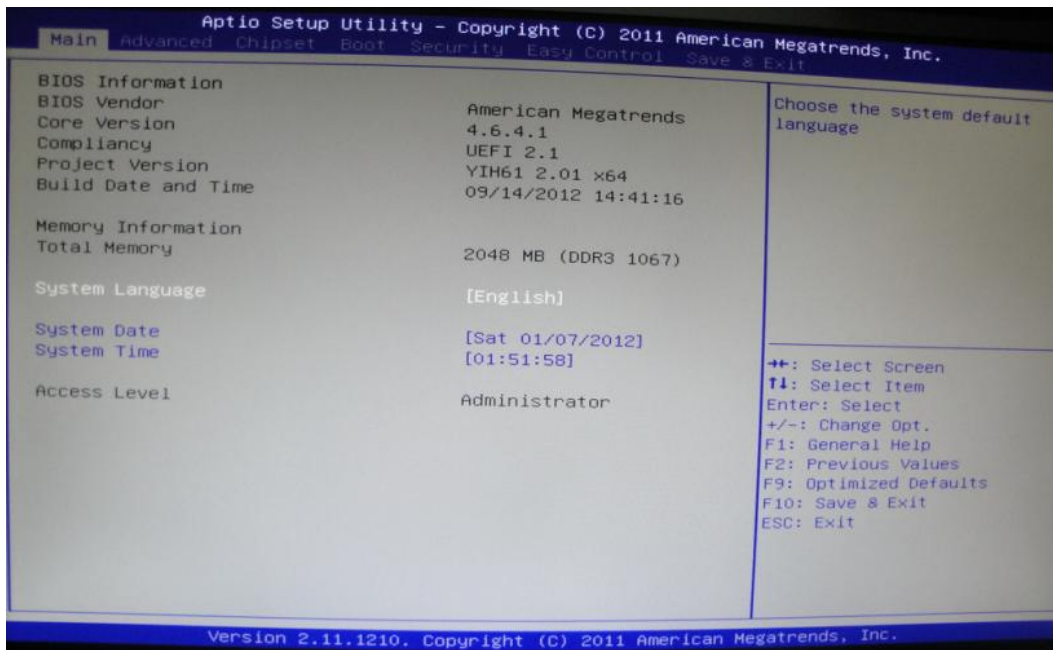 Aptio Setup Utility - Copyright (C) 2011 American Megatrends, Inc.
Main Advanced Chipset Boot Security Easy Control Save & Exit
BIOS Information
BIOS Vendor American Megatrends
Core Version 4.6.4.1
Compliancy UEFI 2.1
Project Version YIH61 2.01 x64
Build Date and Time 09/14/2012 14:41:16
Memory Information
Total Memory 2048 MB (DDR3 1067)
System Language [English]
System Date [Sat 01/07/2012]
System Time [01:51:58]
Access Level Administrator
Choose the system default
language
→←: Select Screen
↑↓: Select Item
Enter: Select
+/-: Change Opt.
F1: General Help
F2: Previous Values
F9: Optimized Defaults
F10: Save & Exit
ESC: Exit
Version 2.11.1210. Copyright (C) 2011 American Megatrends, Inc.